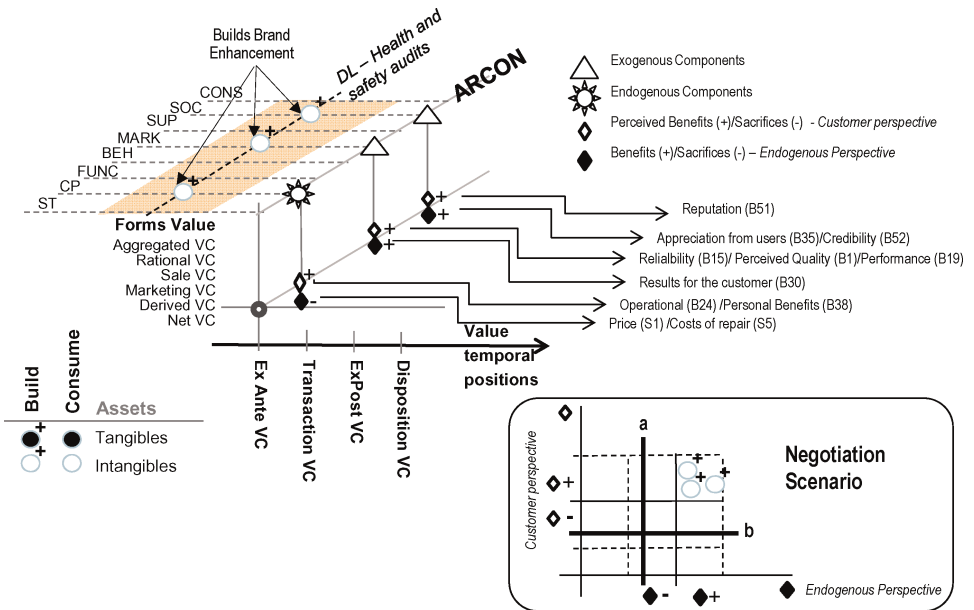 Builds Brand
Enhancement
DL – Health and
safety audits
ARCON
CONS
SOC
SUP
MARK
BEH
FUNC
CP
ST
+
+
+
Forms Value
Aggregated VC
Rational VC
Sale VC
Marketing VC
Derived VC
Net VC
+
+
+
+
+
-
Exogenous Components
Endogenous Components
Perceived Benefits (+)/Sacrifices (-) - Customer perspective
Benefits (+)/Sacrifices (-) – Endogenous Perspective
Reputation (B51)
Appreciation from users (B35)/Credibility (B52)
Relialbility (B15)/ Perceived Quality (B1)/Performance (B19)
Results for the customer (B30)
Operational (B24) /Personal Benefits (B38)
Price (S1) /Costs of repair (S5)
Value
temporal
positions
Ex Ante VC
Transaction VC
ExPost VC
Disposition VC
Build
Consume
Assets
+
Tangibles
+
Intangibles
Negotiation
Scenario
Customer perspective
a
b
+
-
+
+
+
-
+
Endogenous Perspective